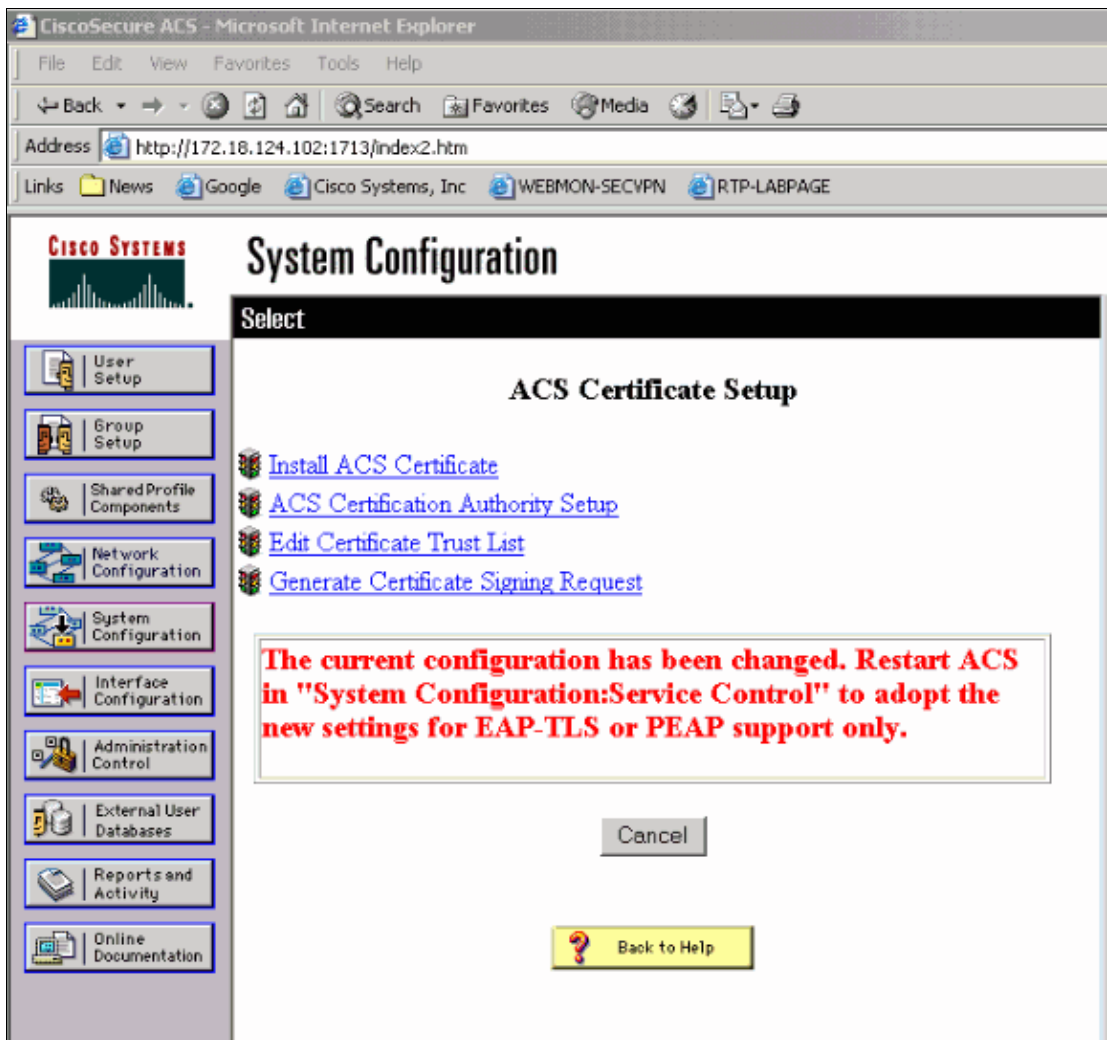 CiscoSecure ACS - Microsoft Internet Explorer
File Edit View Favorites Tools Help
Back Search Favorites Media
Address http://172.18.124.102:1713/index2.htm
Links News Google Cisco Systems, Inc WEBMON-SECVPN RTP-LABPAGE
CISCO SYSTEMS
System Configuration
Select
User
Setup
Group
Setup
Shared Profile
Components
Network
Configuration
System
Configuration
Interface
Configuration
Administration
Control
External User
Databases
Reports and
Activity
Online
Documentation
ACS Certificate Setup
Install ACS Certificate
ACS Certification Authority Setup
Edit Certificate Trust List
Generate Certificate Signing Request
The current configuration has been changed. Restart ACS
in "System Configuration:Service Control" to adopt the
new settings for EAP-TLS or PEAP support only.
Cancel
? Back to Help